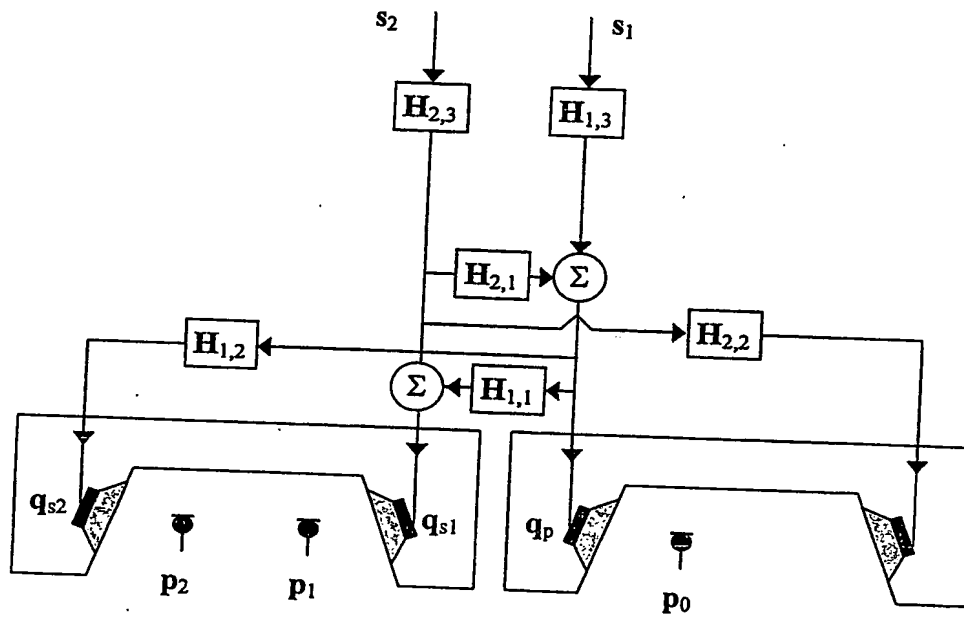 s2 s1
H2,3 H1,3
H2,1 Σ
H1,2 H2,2
Σ H1,1
qs2 qs1 qp
p2 p1 p0